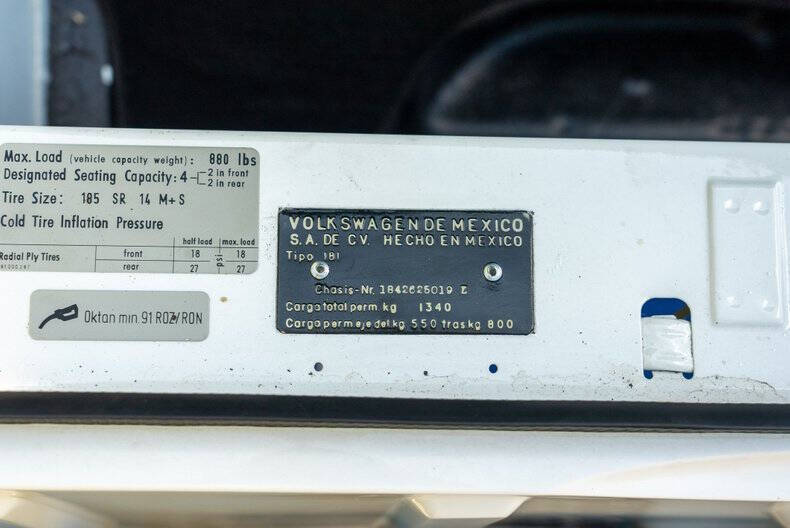 Max. Load (vehicle capacity weight): 880 lbs
Designated Seating Capacity: 4 2 in front
2 in rear
Tire Size: 185 SR 14 M+S
Cold Tire Inflation Pressure
half load max. load
Radial Ply Tires front 18 psi 18
rear 27 27
Oktan min. 91 ROZ/RON
VOLKSWAGEN DE MEXICO
S.A. DE C.V. HECHO EN MEXICO
Tipo 181
Chasis-Nr. 1842625019 E
Carga total perm. kg 1340
Carga perm eje del kg 550 tras kg 800